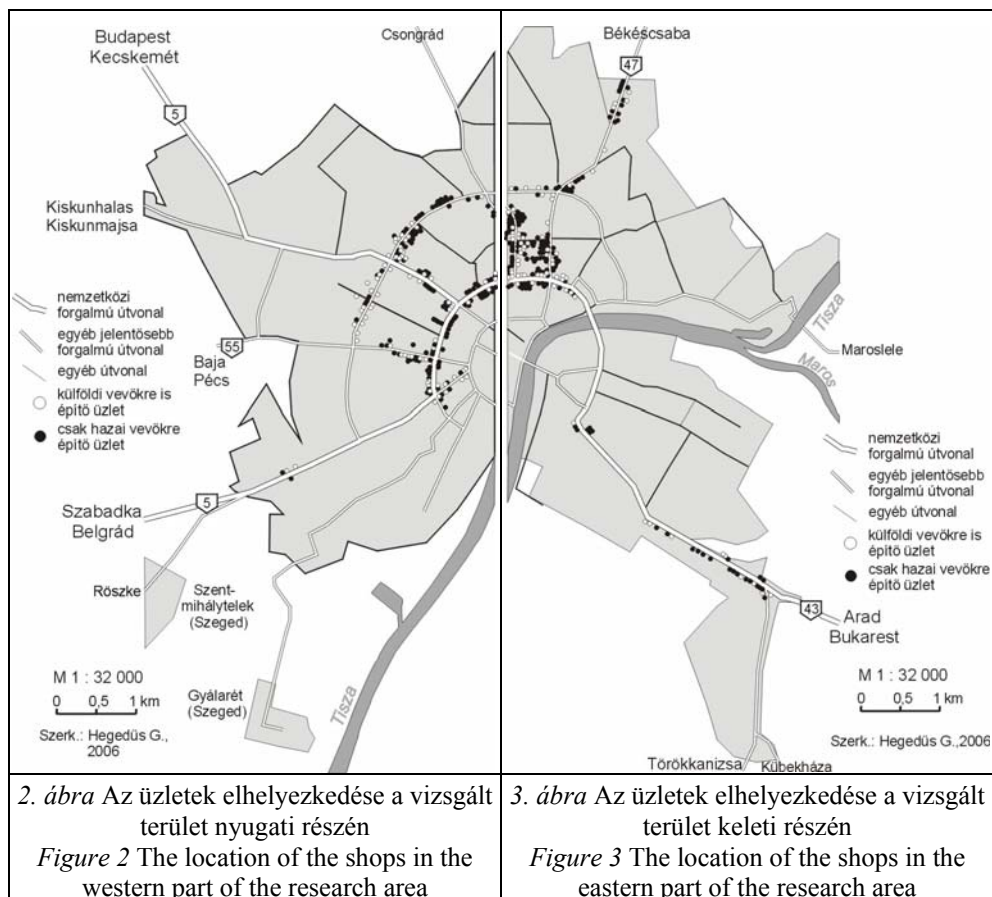 Budapest
Kecskemét
5
Csongrád
Kiskunhalas
Kiskunmajsa
nemzetközi
forgalmú útvonal
egyéb jelentősebb
forgalmú útvonal
egyéb útvonal
külföldi vevőkre is
építő üzlet
csak hazai vevőkre
építő üzlet
55
Baja
Pécs
5
Szabadka
Belgrád
Röszke
Szent-
mihálytelek
(Szeged)
Gyálarét
(Szeged)
Tisza
M 1 : 32 000
0 0,5 1 km
Szerk.: Hegedűs G.,
2006
Békéscsaba
47
Tisza
Maroslele
Maros
nemzetközi
forgalmú útvonal
egyéb jelentősebb
forgalmú útvonal
egyéb útvonal
külföldi vevőkre is
építő üzlet
csak hazai vevőkre
építő üzlet
43
Arad
Bukarest
M 1 : 32 000
0 0,5 1 km
Szerk.: Hegedűs G.,2006
Törökkanizsa
Kübekháza
2. ábra Az üzletek elhelyezkedése a vizsgált
terület nyugati részén
Figure 2 The location of the shops in the
western part of the research area
3. ábra Az üzletek elhelyezkedése a vizsgált
terület keleti részén
Figure 3 The location of the shops in the
eastern part of the research area